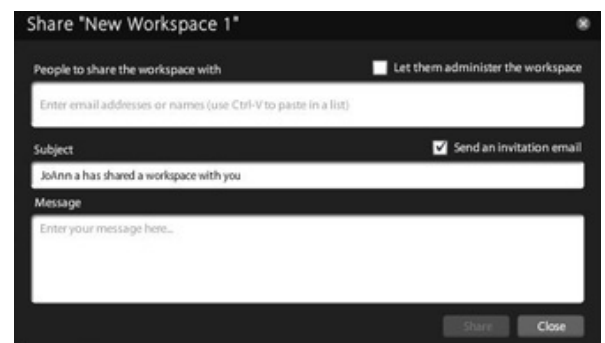 Share "New Workspace 1"
People to share the workspace with
Let them administer the workspace
Enter email addresses or names (use Ctrl-V to paste in a list)
Subject
Send an invitation email
JoAnn a has shared a workspace with you
Message
Enter your message here...
Share
Close